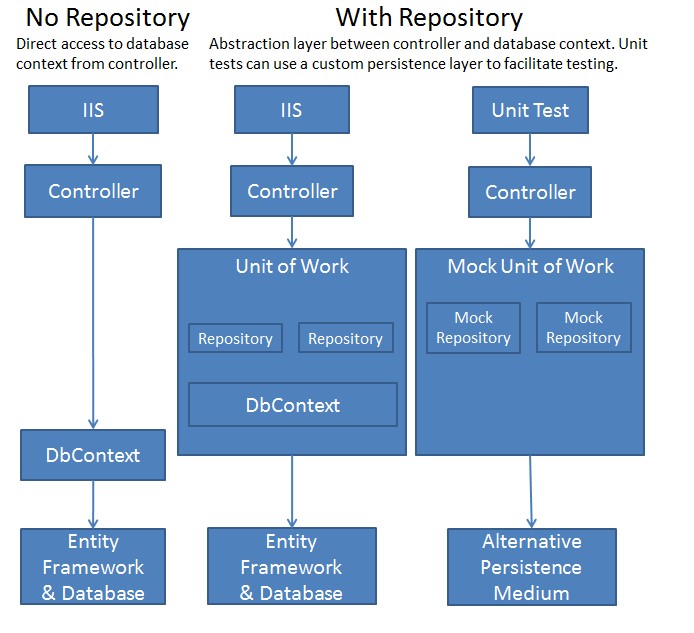 No Repository
Direct access to database
context from controller.
IIS
Controller
DbContext
Entity
Framework
& Database
With Repository
Abstraction layer between controller and database context. Unit
tests can use a custom persistence layer to facilitate testing.
IIS
Controller
Unit of Work
Repository
Repository
DbContext
Entity
Framework
& Database
Unit Test
Controller
Mock Unit of Work
Mock
Repository
Mock
Repository
Alternative
Persistence
Medium